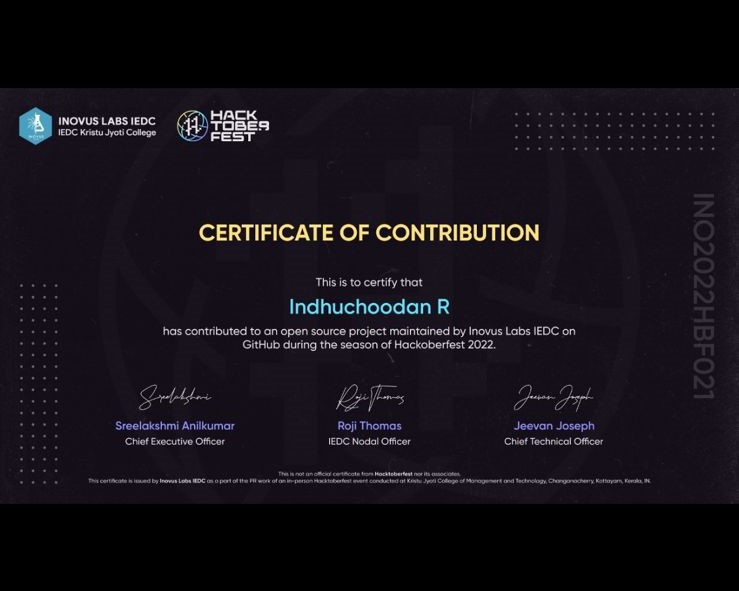 INOVUS LABS IEDC
IEDC Kristu Jyoti College
INOVUS
HACK
TOBER
FEST
CERTIFICATE OF CONTRIBUTION
This is to certify that
Indhuchoodan R
has contributed to an open source project maintained by Inovus Labs IEDC on
GitHub during the season of Hackoberfest 2022.
Sreelakshmi
Roji Thomas
Jeevan Joseph
Sreelakshmi Anilkumar
Roji Thomas
Jeevan Joseph
Chief Executive Officer
IEDC Nodal Officer
Chief Technical Officer
This is not an official certificate from Hacktoberfest nor its associates.
This certificate is issued by Inovus Labs IEDC as a part of the PR work of an in-person Hacktoberfest event conducted at Kristu Jyoti College of Management and Technology, Changanacherry, Kottayam, Kerala, IN.
INO2022HBF021